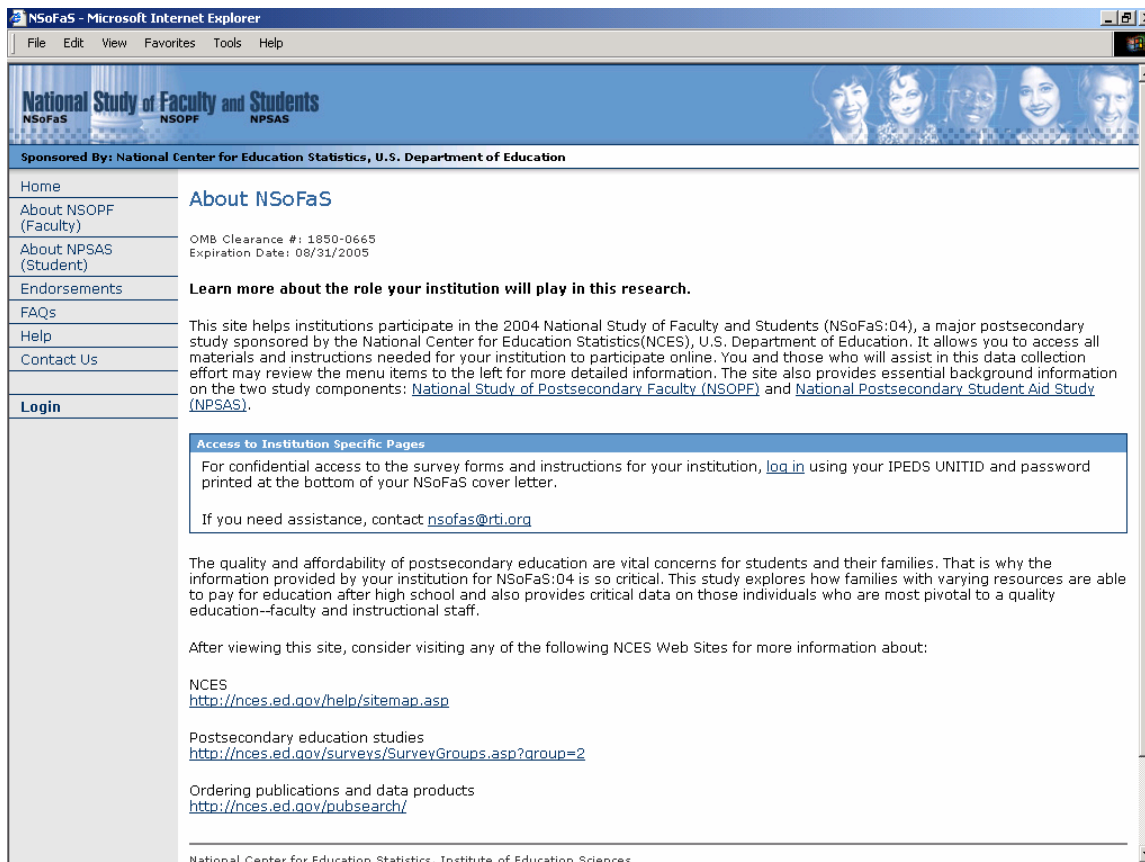 NSoFaS - Microsoft Internet Explorer
File Edit View Favorites Tools Help
National Study of Faculty and Students
NSoFaS NSOPF NPSAS
Sponsored By: National Center for Education Statistics, U.S. Department of Education
Home
About NSOPF
(Faculty)
About NPSAS
(Student)
Endorsements
FAQs
Help
Contact Us
Login
About NSoFaS
OMB Clearance #: 1850-0665
Expiration Date: 08/31/2005
Learn more about the role your institution will play in this research.
This site helps institutions participate in the 2004 National Study of Faculty and Students (NSoFaS:04), a major postsecondary
study sponsored by the National Center for Education Statistics(NCES), U.S. Department of Education. It allows you to access all
materials and instructions needed for your institution to participate online. You and those who will assist in this data collection
effort may review the menu items to the left for more detailed information. The site also provides essential background information
on the two study components: National Study of Postsecondary Faculty (NSOPF) and National Postsecondary Student Aid Study
(NPSAS).
Access to Institution Specific Pages
For confidential access to the survey forms and instructions for your institution, log in using your IPEDS UNITID and password
printed at the bottom of your NSoFaS cover letter.
If you need assistance, contact nsofas@rti.org
The quality and affordability of postsecondary education are vital concerns for students and their families. That is why the
information provided by your institution for NSoFaS:04 is so critical. This study explores how families with varying resources are able
to pay for education after high school and also provides critical data on those individuals who are most pivotal to a quality
education--faculty and instructional staff.
After viewing this site, consider visiting any of the following NCES Web Sites for more information about:
NCES
http://nces.ed.gov/help/sitemap.asp
Postsecondary education studies
http://nces.ed.gov/surveys/SurveyGroups.asp?group=2
Ordering publications and data products
http://nces.ed.gov/pubsearch/
National Center for Education Statistics, Institute of Education Sciences